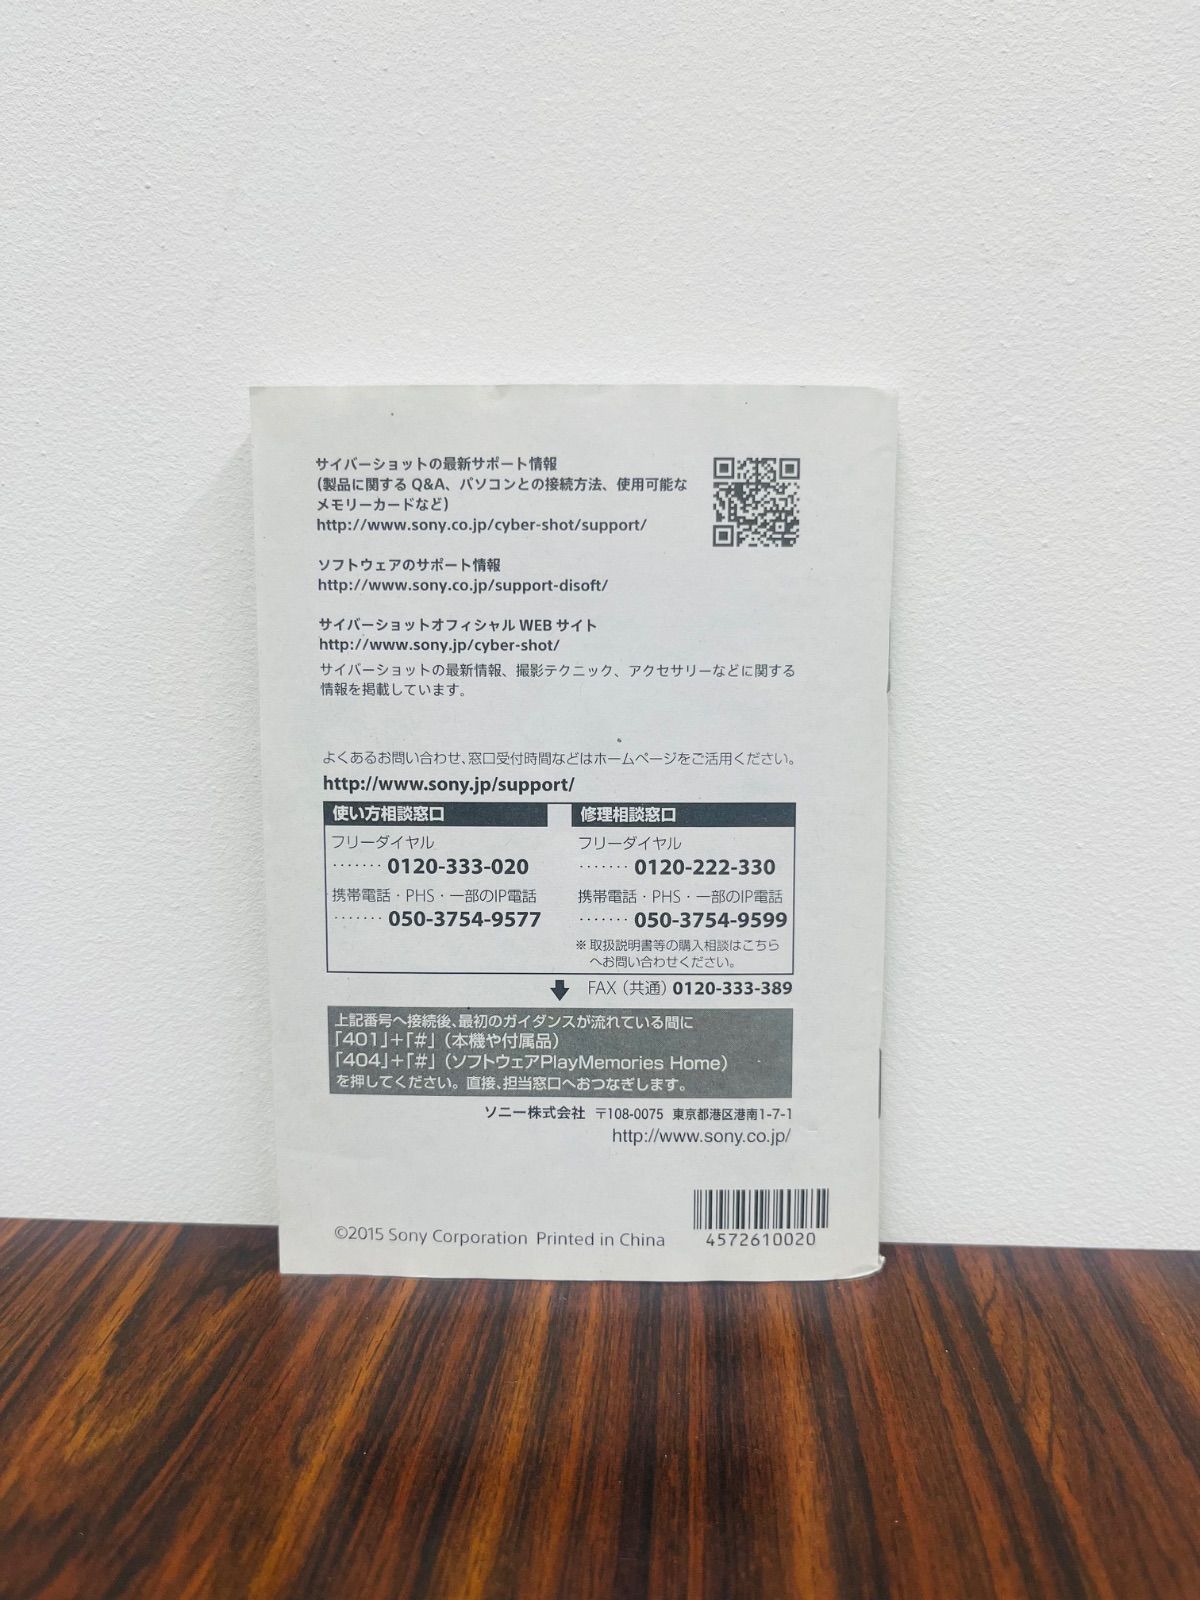 サイバーショットの最新サポート情報
（製品に関する Q&A、パソコンとの接続方法、使用可能な
メモリーカードなど）
http://www.sony.co.jp/cyber-shot/support/
ソフトウェアのサポート情報
http://www.sony.co.jp/support-disoft/
サイバーショットオフィシャル WEB サイト
http://www.sony.jp/cyber-shot/
サイバーショットの最新情報、撮影テクニック、アクセサリーなどに関する
情報を掲載しています。
よくあるお問い合わせ、窓口受付時間などはホームページをご活用ください。
http://www.sony.jp/support/
使い方相談窓口
フリーダイヤル
······· 0120-333-020
携帯電話・PHS・一部のIP電話
······· 050-3754-9577
修理相談窓口
フリーダイヤル
······· 0120-222-330
携帯電話・PHS・一部のIP電話
······· 050-3754-9599
※ 取扱説明書等の購入相談はこちら
へお問い合わせください。
FAX（共通）0120-333-389
上記番号へ接続後、最初のガイダンスが流れている間に
「401」＋「#」（本機や付属品）
「404」＋「#」（ソフトウェアPlayMemories Home）
を押してください。直接、担当窓口へおつなぎします。
ソニー株式会社 〒108-0075 東京都港区港南1-7-1
http://www.sony.co.jp/
©2015 Sony Corporation Printed in China
4572610020